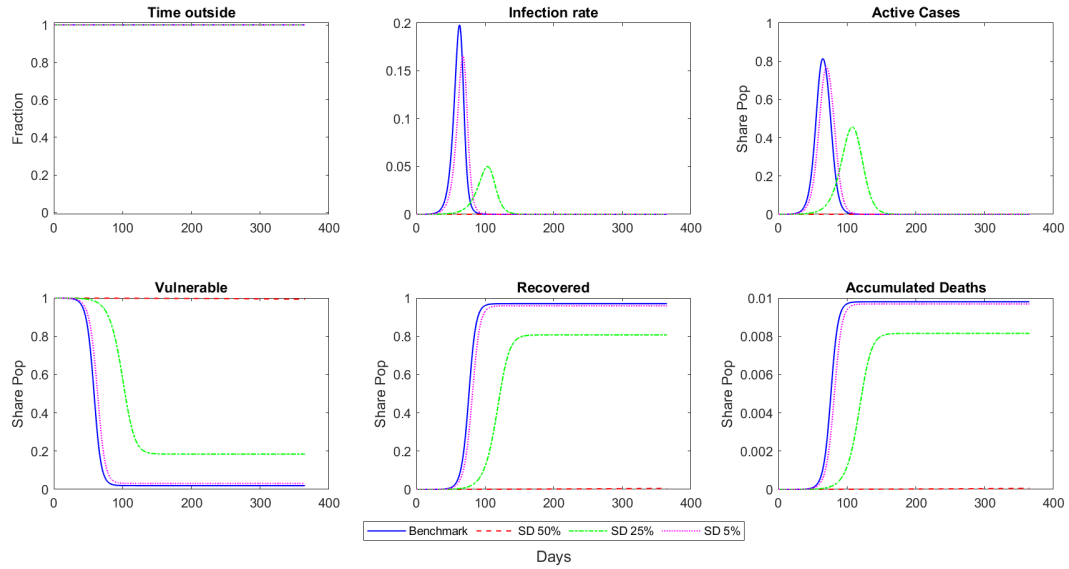 Time outside
Infection rate
Active Cases
1
0.8
0.6
0.4
0.2
0
Fraction
0 100 200 300 400
0.2
0.15
0.1
0.05
0
0 100 200 300 400
1
0.8
0.6
0.4
0.2
0
Share Pop
0 100 200 300 400
Vulnerable
Recovered
Accumulated Deaths
1
0.8
0.6
0.4
0.2
0
Share Pop
0 100 200 300 400
1
0.8
0.6
0.4
0.2
0
Share Pop
0 100 200 300 400
0.01
0.008
0.006
0.004
0.002
0
Share Pop
0 100 200 300 400
Benchmark SD 50% SD 25% SD 5%
Days